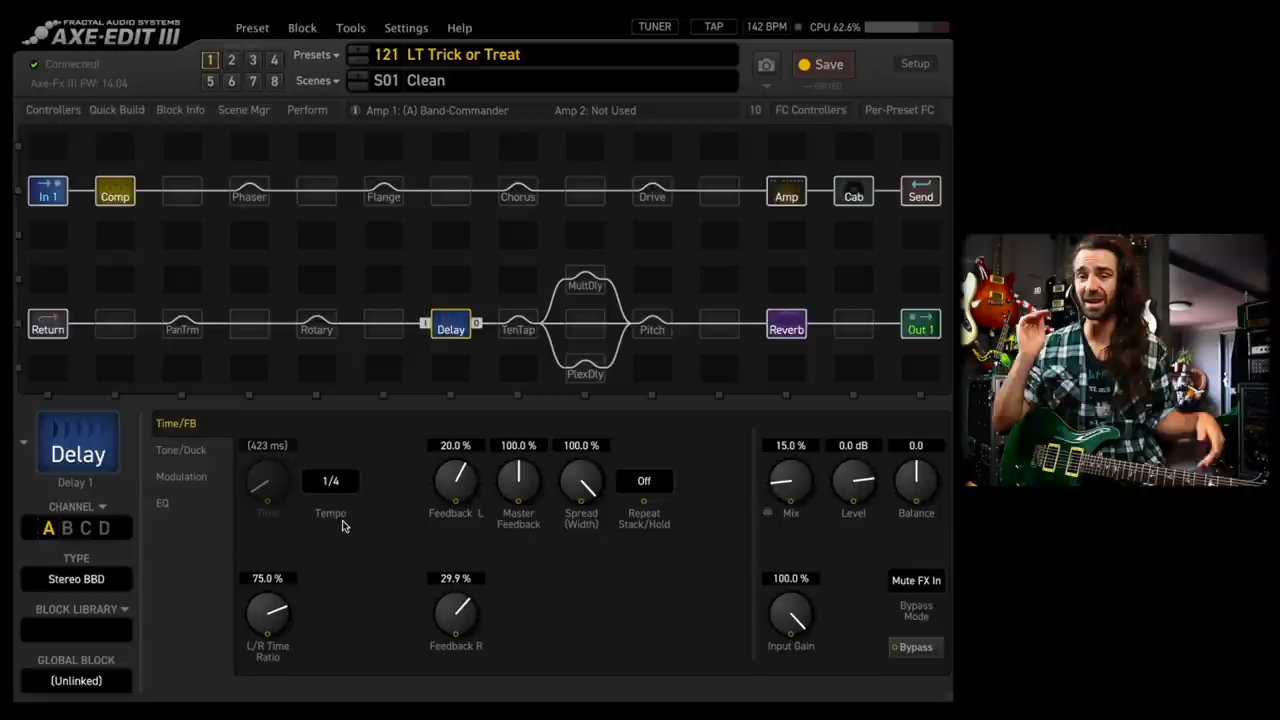 FRACTAL AUDIO SYSTEMS
AXE-EDIT III
Preset Block Tools Settings Help
TUNER TAP 142 BPM CPU 62.6%
Connected!
Axe-Fx III FW: 14.04
1 2 3 4
5 6 7 8
Presets 121 LT Trick or Treat
Scenes S01 Clean
Save
EDITED
Setup
Controllers Quick Build Block Info Scene Mgr Perform Amp 1: (A) Band-Commander Amp 2: Not Used 10 FC Controllers Per-Preset FC
In 1 Comp Phaser Flange Chorus Drive Amp Cab Send
MultDly
Return PanTrm Rotary I Delay O TenTap Pitch Reverb Out 1
PlexDly
Delay
Delay 1
CHANNEL
A B C D
TYPE
Stereo BBD
BLOCK LIBRARY
GLOBAL BLOCK
(Unlinked)
Time/FB
Tone/Duck
Modulation
EQ
(423 ms) 20.0 % 100.0 % 100.0 % 15.0 % 0.0 dB 0.0
1/4 Off
Time Tempo Feedback L Master Feedback Spread (Width) Repeat Stack/Hold Mix Level Balance
75.0 % 29.9 % 100.0 % Mute FX In
Bypass Mode
L/R Time Ratio Feedback R Input Gain Bypass